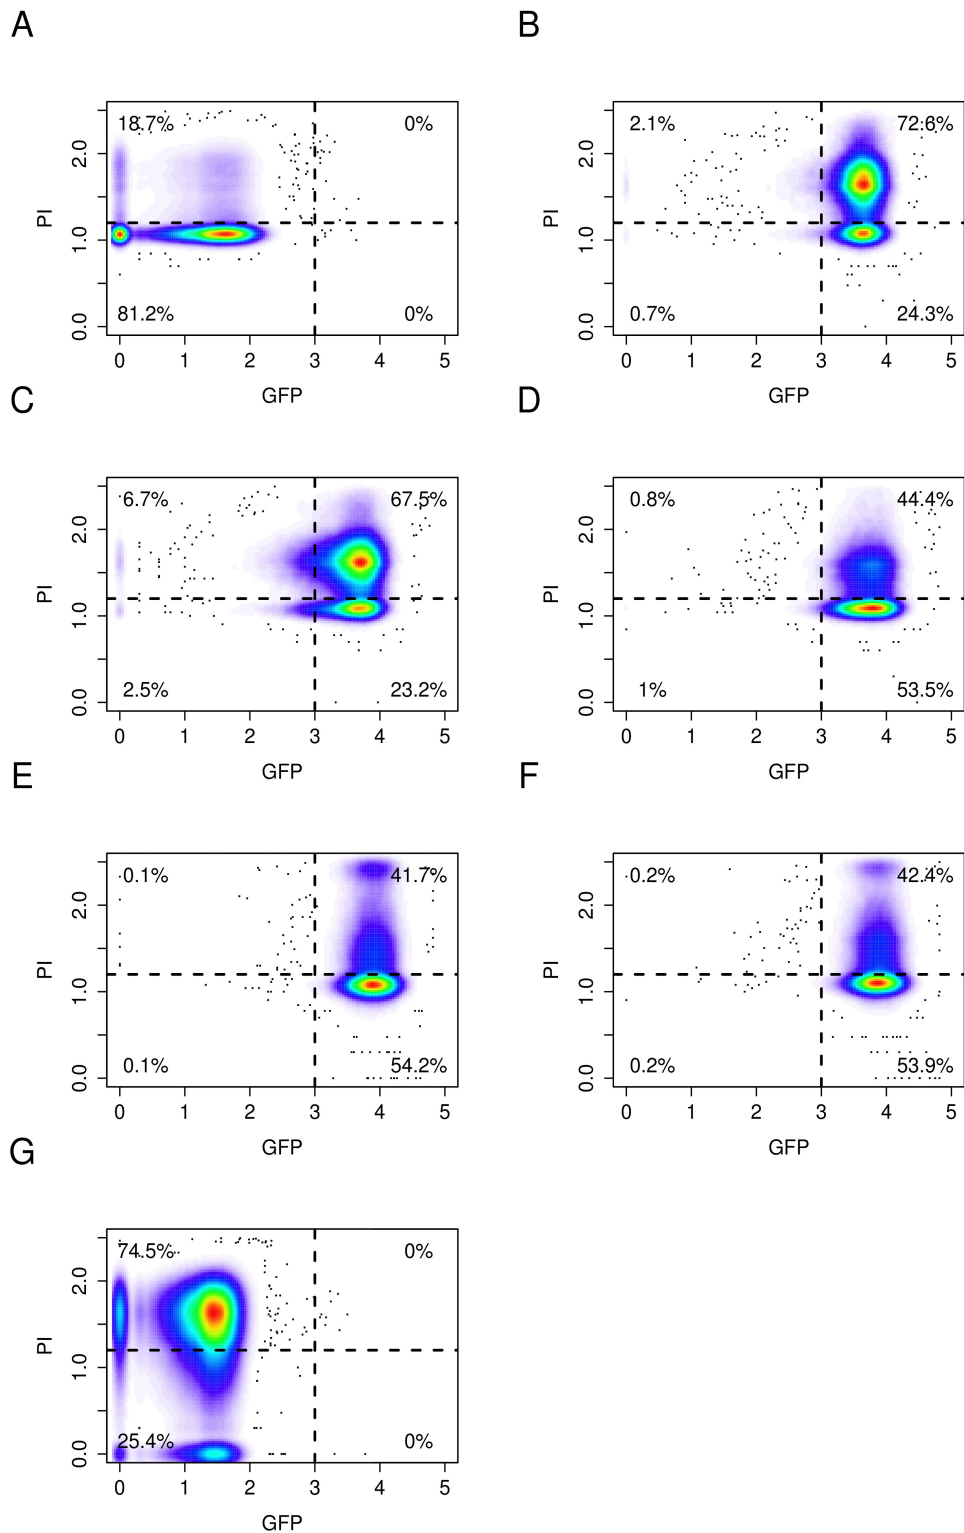 A
18.7%
0%
81.2%
0%
PI
0.0 1.0 2.0
0 1 2 3 4 5
GFP
B
2.1%
72.6%
0.7%
24.3%
PI
0.0 1.0 2.0
0 1 2 3 4 5
GFP
C
6.7%
67.5%
2.5%
23.2%
PI
0.0 1.0 2.0
0 1 2 3 4 5
GFP
D
0.8%
44.4%
1%
53.5%
PI
0.0 1.0 2.0
0 1 2 3 4 5
GFP
E
0.1%
41.7%
0.1%
54.2%
PI
0.0 1.0 2.0
0 1 2 3 4 5
GFP
F
0.2%
42.4%
0.2%
53.9%
PI
0.0 1.0 2.0
0 1 2 3 4 5
GFP
G
74.5%
0%
25.4%
0%
PI
0.0 1.0 2.0
0 1 2 3 4 5
GFP